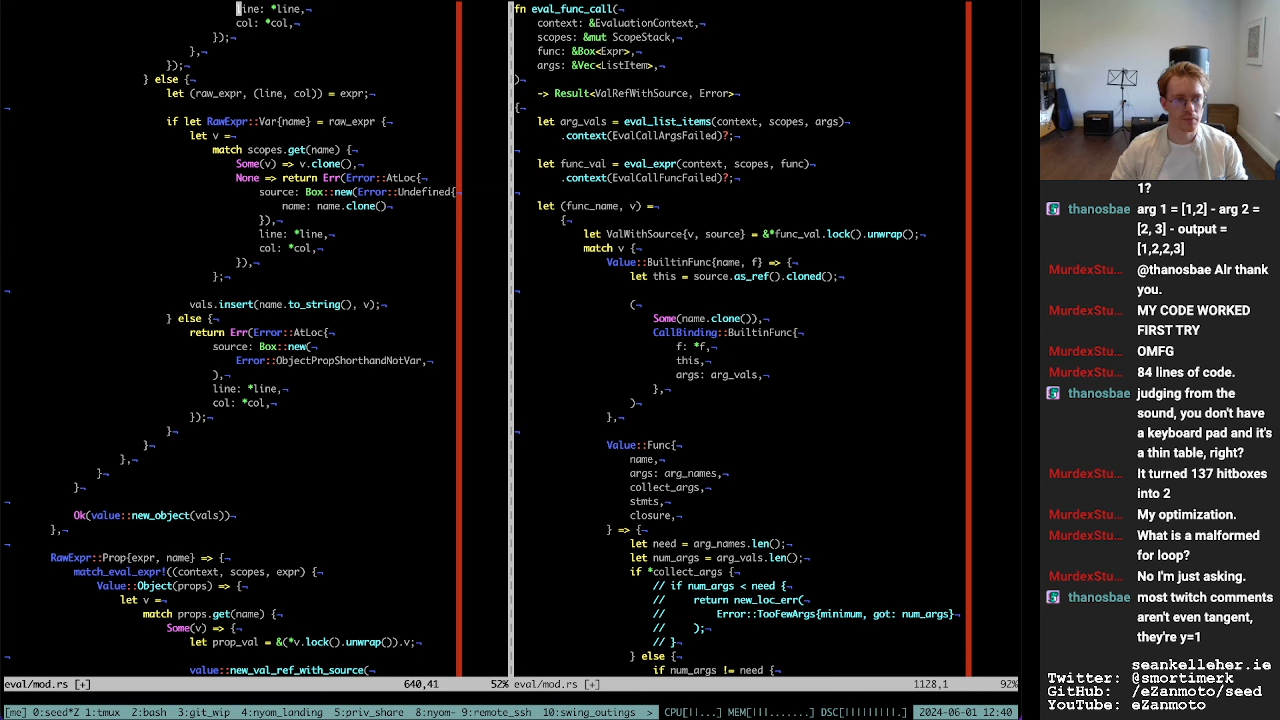 line: *line,¬
col: *col,¬
});¬
},¬
});¬
} else {¬
let (raw_expr, (line, col)) = expr;¬
¬
if let RawExpr::Var{name} = raw_expr {¬
let v =¬
match scopes.get(name) {¬
Some(v) => v.clone(),¬
None => return Err(Error::AtLoc{¬
source: Box::new(Error::Undefined{¬
name: name.clone()¬
}),¬
line: *line,¬
col: *col,¬
}),¬
};¬
¬
vals.insert(name.to_string(), v);¬
} else {¬
return Err(Error::AtLoc{¬
source: Box::new(¬
Error::ObjectPropShorthandNotVar,¬
),¬
line: *line,¬
col: *col,¬
});¬
}¬
}¬
},¬
}¬
}¬
¬
Ok(value::new_object(vals))¬
},¬
¬
RawExpr::Prop{expr, name} => {¬
match_eval_expr!((context, scopes, expr) {¬
Value::Object(props) => {¬
let v =¬
match props.get(name) {¬
Some(v) => {¬
let prop_val = &(*v.lock().unwrap()).v;¬
¬
value::new_val_ref_with_source(¬
eval/mod.rs [+] 640,41 52%
fn eval_func_call(¬
context: &EvaluationContext,¬
scopes: &mut ScopeStack,¬
func: &Box<Expr>,¬
args: &Vec<ListItem>,¬
)¬
-> Result<ValRefWithSource, Error>¬
{¬
let arg_vals = eval_list_items(context, scopes, args)¬
.context(EvalCallArgsFailed)?;¬
¬
let func_val = eval_expr(context, scopes, func)¬
.context(EvalCallFuncFailed)?;¬
¬
let (func_name, v) =¬
{¬
let ValWithSource{v, source} = &*func_val.lock().unwrap();¬
match v {¬
Value::BuiltinFunc{name, f} => {¬
let this = source.as_ref().cloned();¬
¬
(¬
Some(name.clone()),¬
CallBinding::BuiltinFunc{¬
f: *f,¬
this,¬
args: arg_vals,¬
},¬
)¬
},¬
¬
Value::Func{¬
name,¬
args: arg_names,¬
collect_args,¬
stmts,¬
closure,¬
} => {¬
let need = arg_names.len();¬
let num_args = arg_vals.len();¬
if *collect_args {¬
// if num_args < need {¬
//     return new_loc_err(¬
//         Error::TooFewArgs{minimum, got: num_args}¬
//     );¬
// }¬
} else {¬
if num_args != need {¬
eval/mod.rs [+] 1128,1 92%
[me] 0:seed*Z 1:tmux 2:bash 3:git_wip 4:nyom_landing 5:priv_share 8:nyom- 9:remote_ssh 10:swing_outings > CPU[||...] MEM[|||.......] DSC[|||||||||.] 2024-06-01 12:40
1?
thanosbae arg 1 = [1,2] - arg 2 =
[2, 3] - output =
[1,2,2,3]
MurdexStu... @thanosbae Alr thank
you.
MurdexStu... MY CODE WORKED
FIRST TRY
MurdexStu... OMFG
MurdexStu... 84 lines of code.
thanosbae judging from the
sound, you don't have
a keyboard pad and it's
a thin table, right?
MurdexStu... It turned 137 hitboxes
into 2
MurdexStu... My optimization.
MurdexStu... What is a malformed
for loop?
MurdexStu... No I'm just asking.
thanosbae most twitch comments
aren't even tangent,
they're y=1
seankelleher.ie
Twitter: @smortimerk
GitHub: /eZanmoto/seed